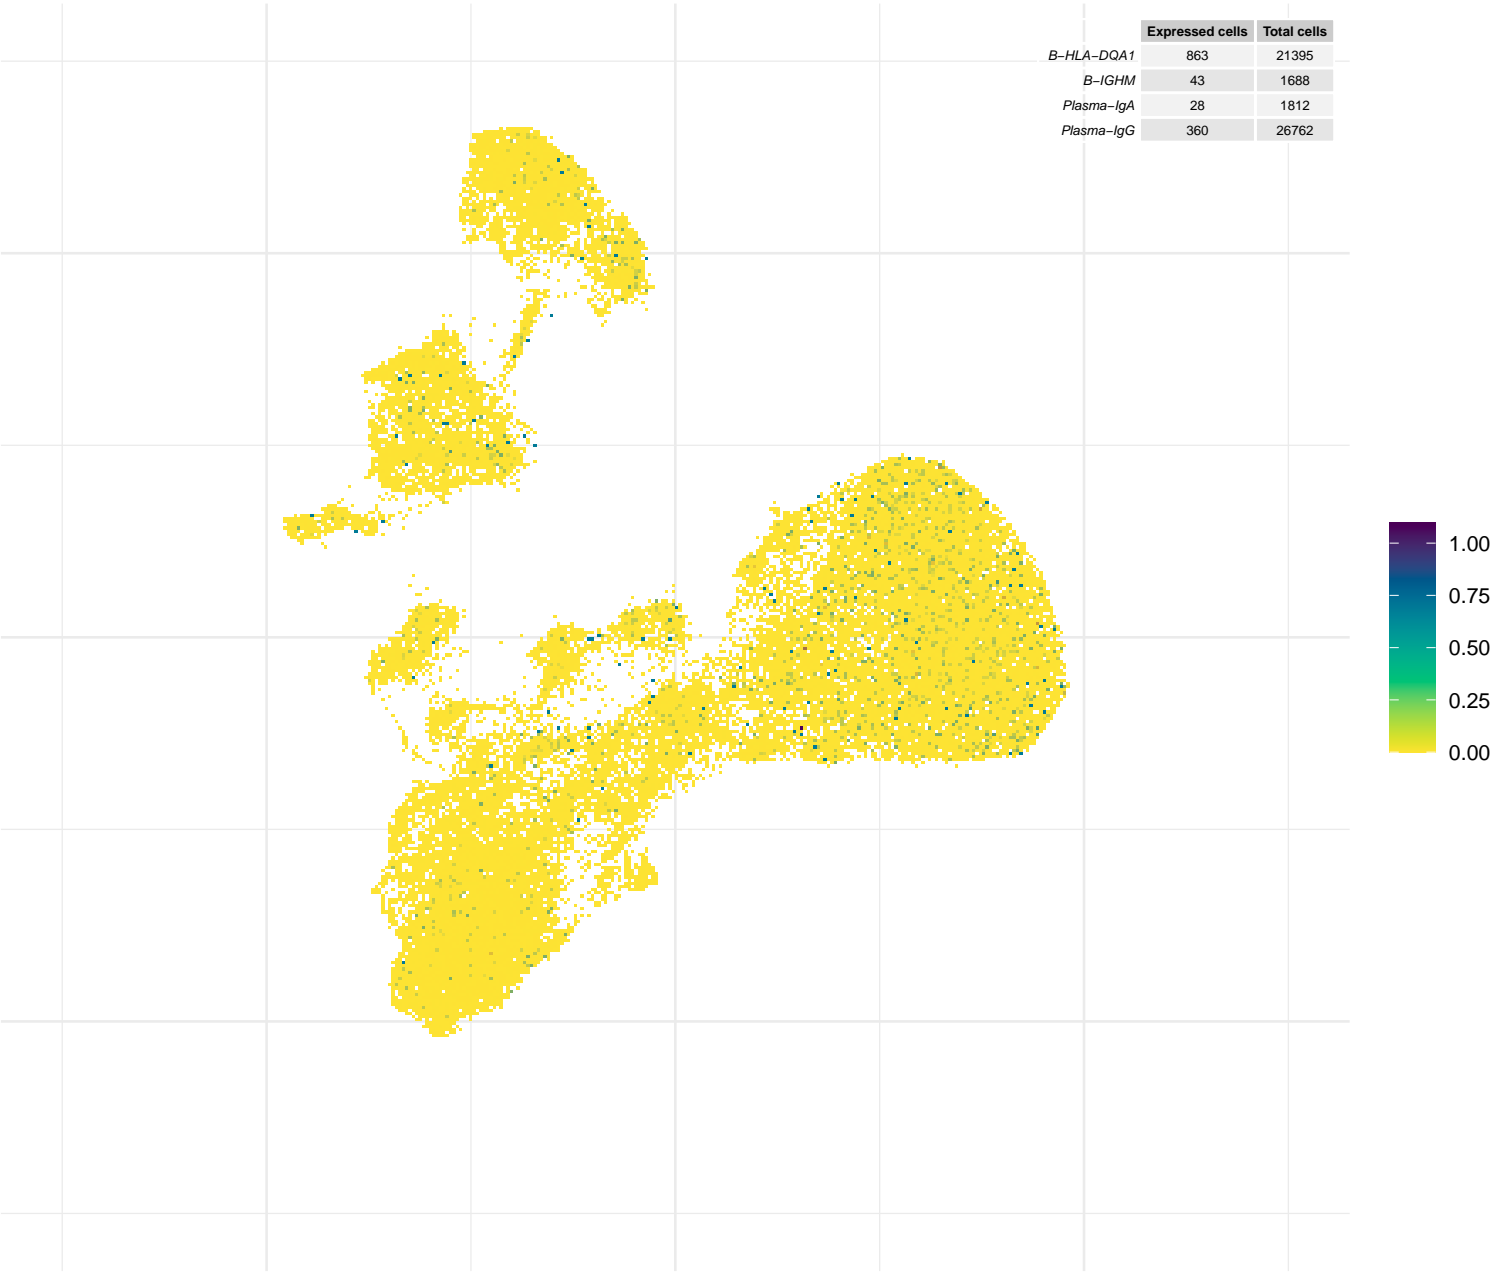 Expressed cells Total cells
B−HLA−DQA1 863 21395
B−IGHM 43 1688
Plasma−IgA 28 1812
Plasma−IgG 360 26762
1.00
0.75
0.50
0.25
0.00